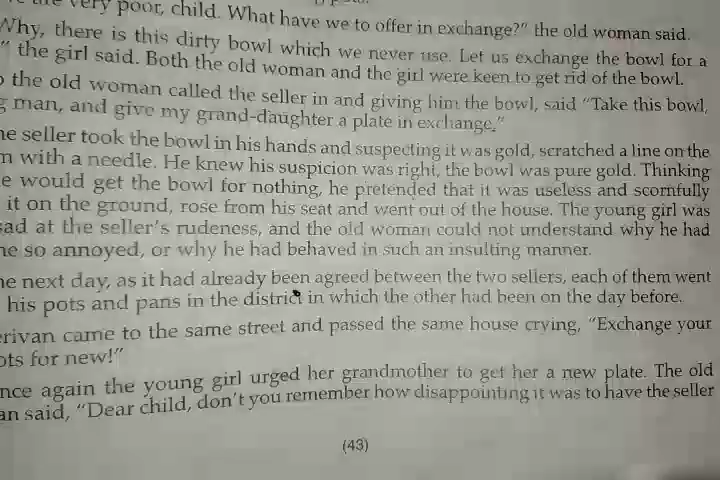 very poor, child. What have we to offer in exchange?" the old woman said.
Why, there is this dirty bowl which we never use. Let us exchange the bowl for a
" the girl said. Both the old woman and the girl were keen to get rid of the bowl.
the old woman called the seller in and giving him the bowl, said "Take this bowl,
g man, and give my grand-daughter a plate in exchange."
he seller took the bowl in his hands and suspecting it was gold, scratched a line on the
m with a needle. He knew his suspicion was right, the bowl was pure gold. Thinking
e would get the bowl for nothing, he pretended that it was useless and scornfully
it on the ground, rose from his seat and went out of the house. The young girl was
sad at the seller's rudeness, and the old woman could not understand why he had
ne so annoyed, or why he had behaved in such an insulting manner.
he next day, as it had already been agreed between the two sellers, each of them went
his pots and pans in the district in which the other had been on the day before.
erivan came to the same street and passed the same house crying, "Exchange your
ots for new!"
nce again the young girl urged her grandmother to get her a new plate. The old
an said, "Dear child, don't you remember how disappointing it was to have the seller
(43)